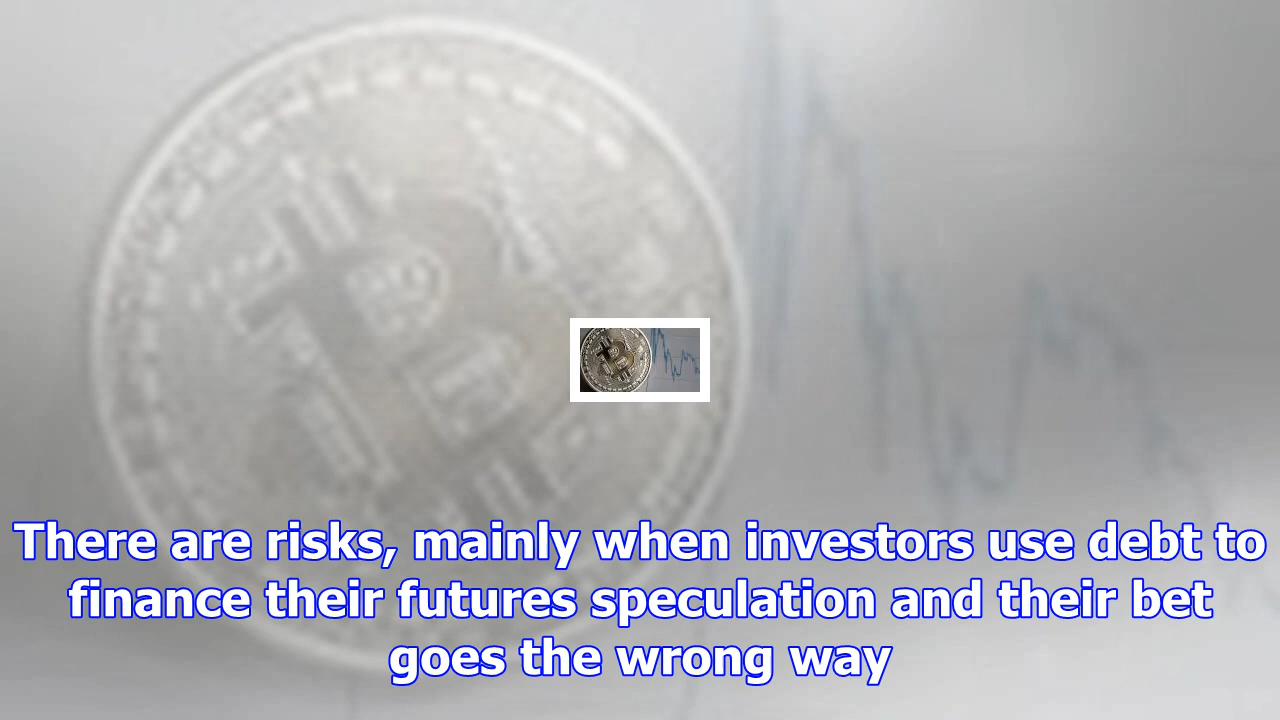 There are risks, mainly when investors use debt to
finance their futures speculation and their bet
goes the wrong way